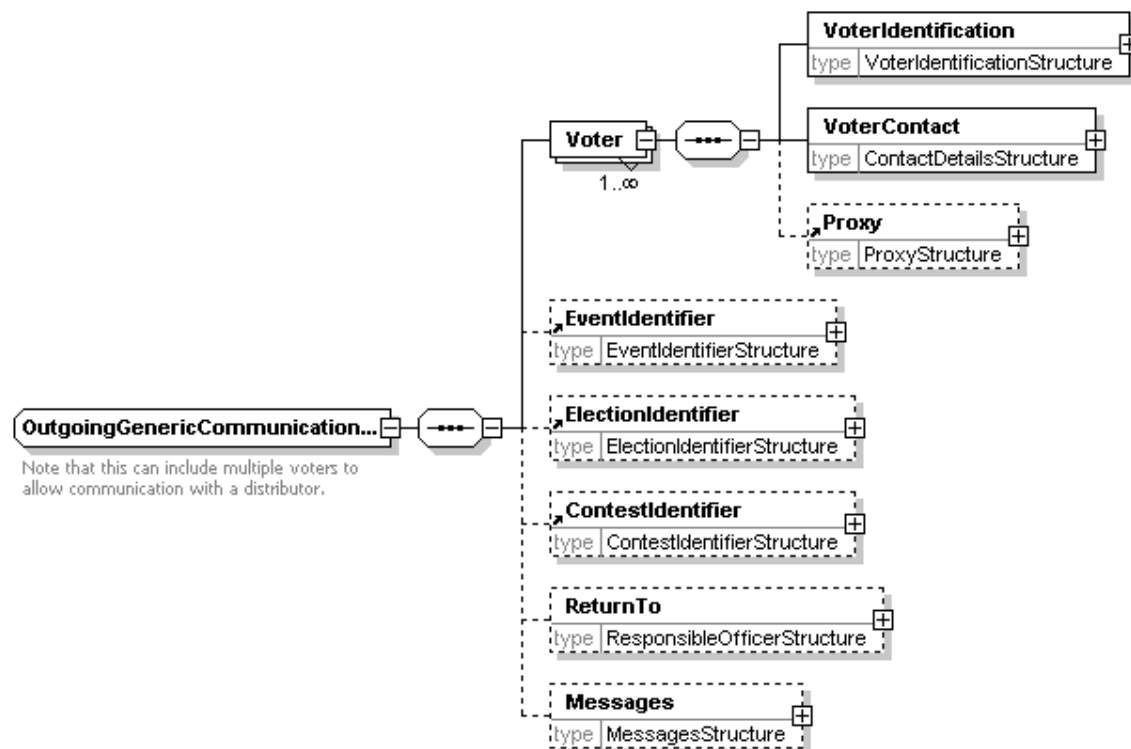 VoterIdentification
type VoterIdentificationStructure
VoterContact
type ContactDetailsStructure
Voter
1..∞
Proxy
type ProxyStructure
EventIdentifier
type EventIdentifierStructure
ElectionIdentifier
type ElectionIdentifierStructure
OutgoingGenericCommunication...
Note that this can include multiple voters to
allow communication with a distributor.
ContestIdentifier
type ContestIdentifierStructure
ReturnTo
type ResponsibleOfficerStructure
Messages
type MessagesStructure